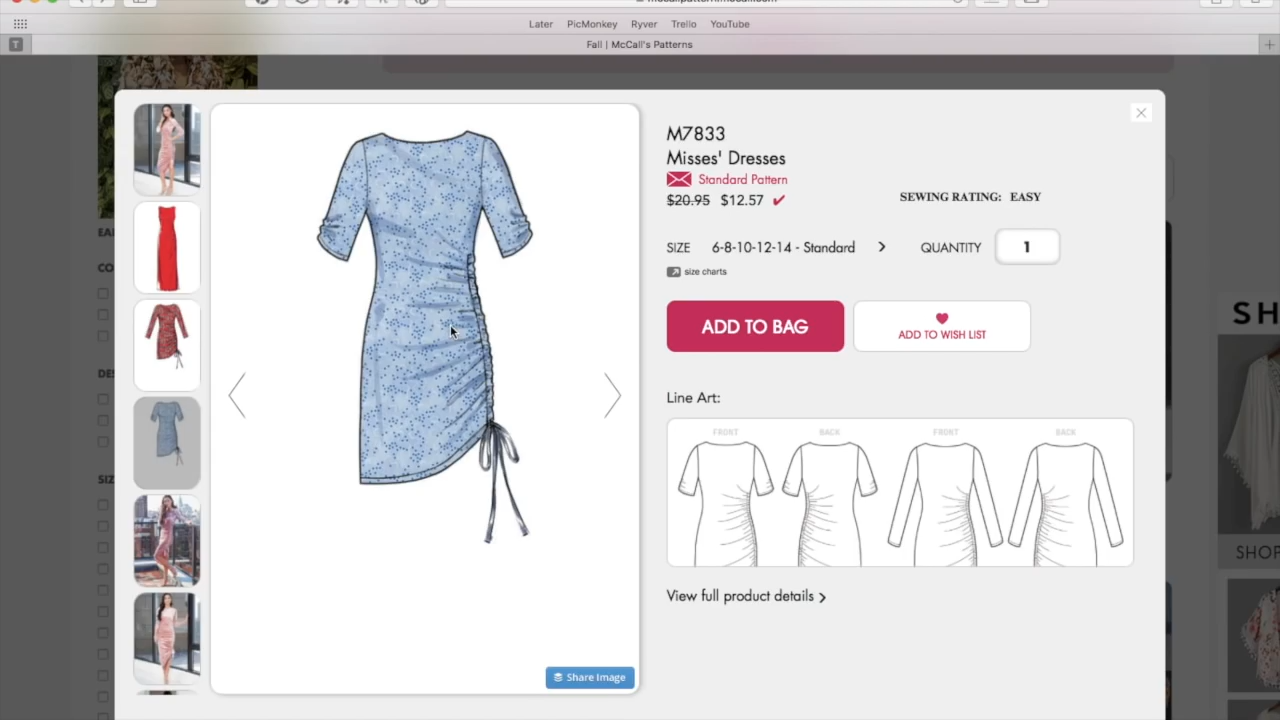 Later PicMonkey Ryver Trello YouTube
T
Fall | McCall's Patterns
M7833
Misses' Dresses
Standard Pattern
$20.95 $12.57
SEWING RATING: EASY
SIZE 6-8-10-12-14 - Standard QUANTITY 1
size charts
ADD TO BAG
ADD TO WISH LIST
Line Art:
FRONT BACK FRONT BACK
View full product details
Share Image
SH
SHOP